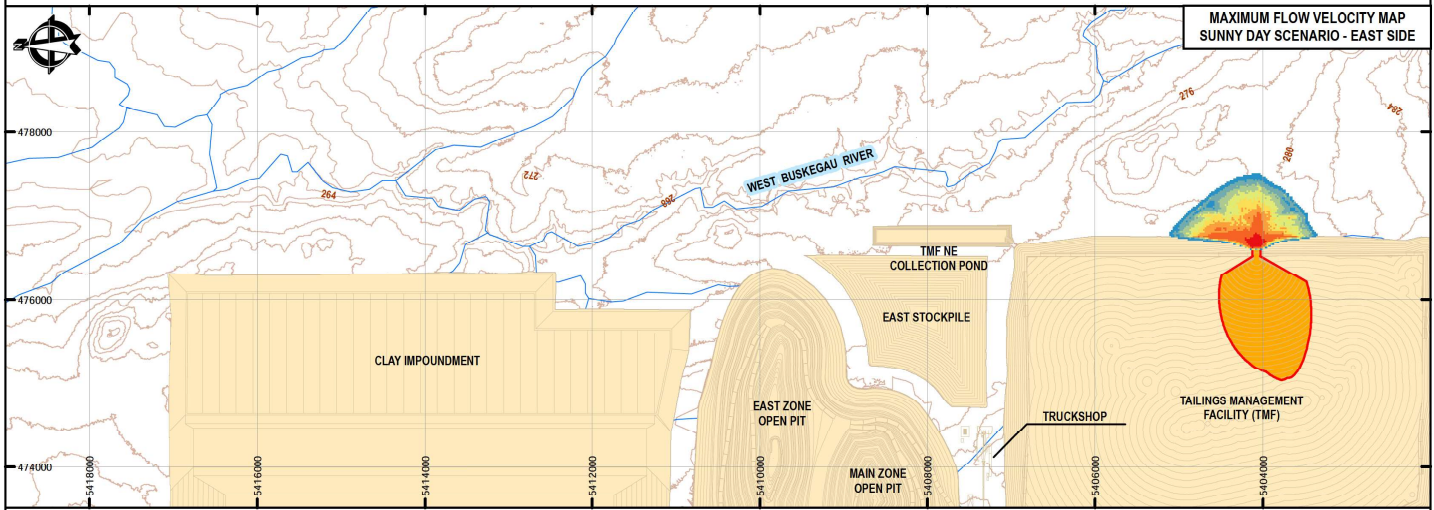 MAXIMUM FLOW VELOCITY MAP
SUNNY DAY SCENARIO - EAST SIDE
N
276
284
478000
280
WEST BUSKEGAU RIVER
272
264
268
TMF NE
COLLECTION POND
476000
EAST STOCKPILE
CLAY IMPOUNDMENT
EAST ZONE
OPEN PIT
TAILINGS MANAGEMENT
FACILITY (TMF)
TRUCKSHOP
474000
MAIN ZONE
OPEN PIT
5418000
5416000
5414000
5412000
5410000
5408000
5406000
5404000